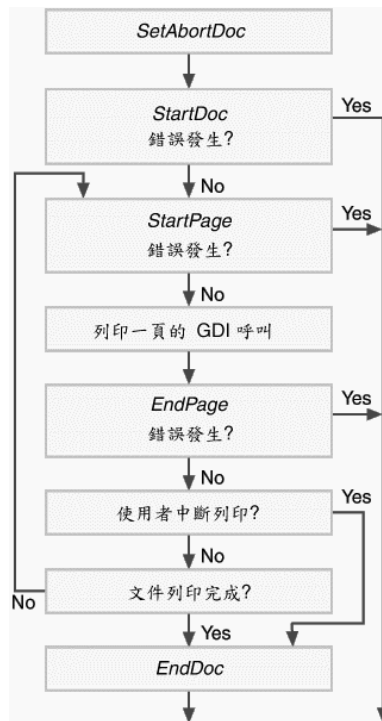 SetAbortDoc
StartDoc
錯誤發生?
Yes
No
StartPage
錯誤發生?
Yes
No
列印一頁的 GDI 呼叫
EndPage
錯誤發生?
Yes
No
使用者中斷列印?
Yes
No
文件列印完成?
No
Yes
EndDoc